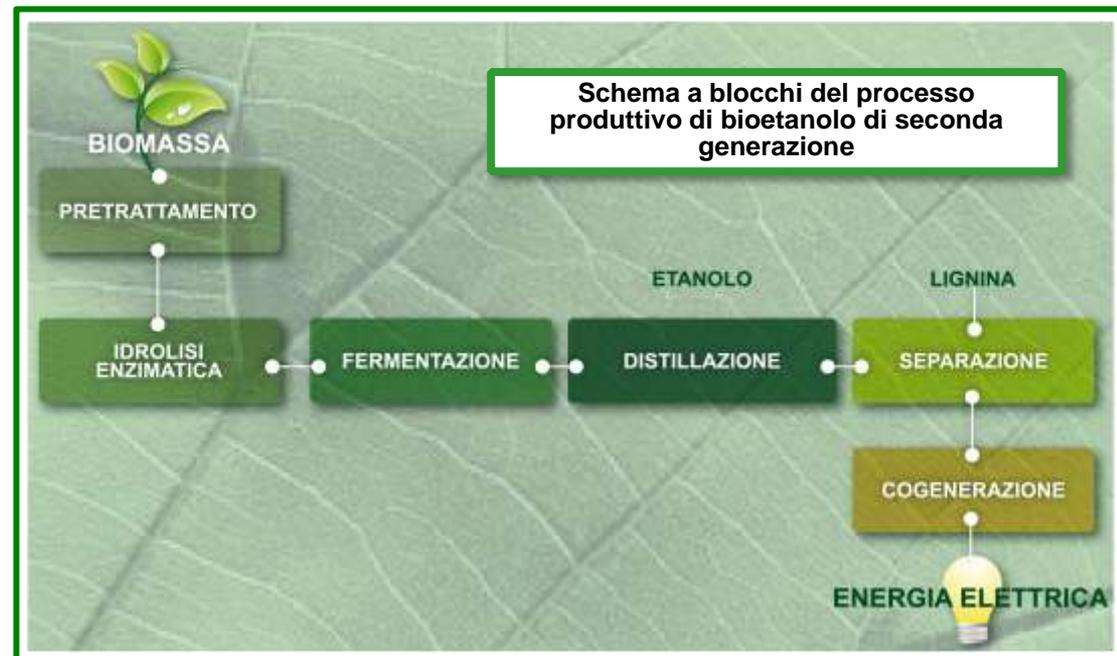 Schema a blocchi del processo
produttivo di bioetanolo di seconda
generazione
BIOMASSA
PRETRATTAMENTO
IDROLISI
ENZIMATICA
FERMENTAZIONE
ETANOLO
DISTILLAZIONE
LIGNINA
SEPARAZIONE
COGENERAZIONE
ENERGIA ELETTRICA